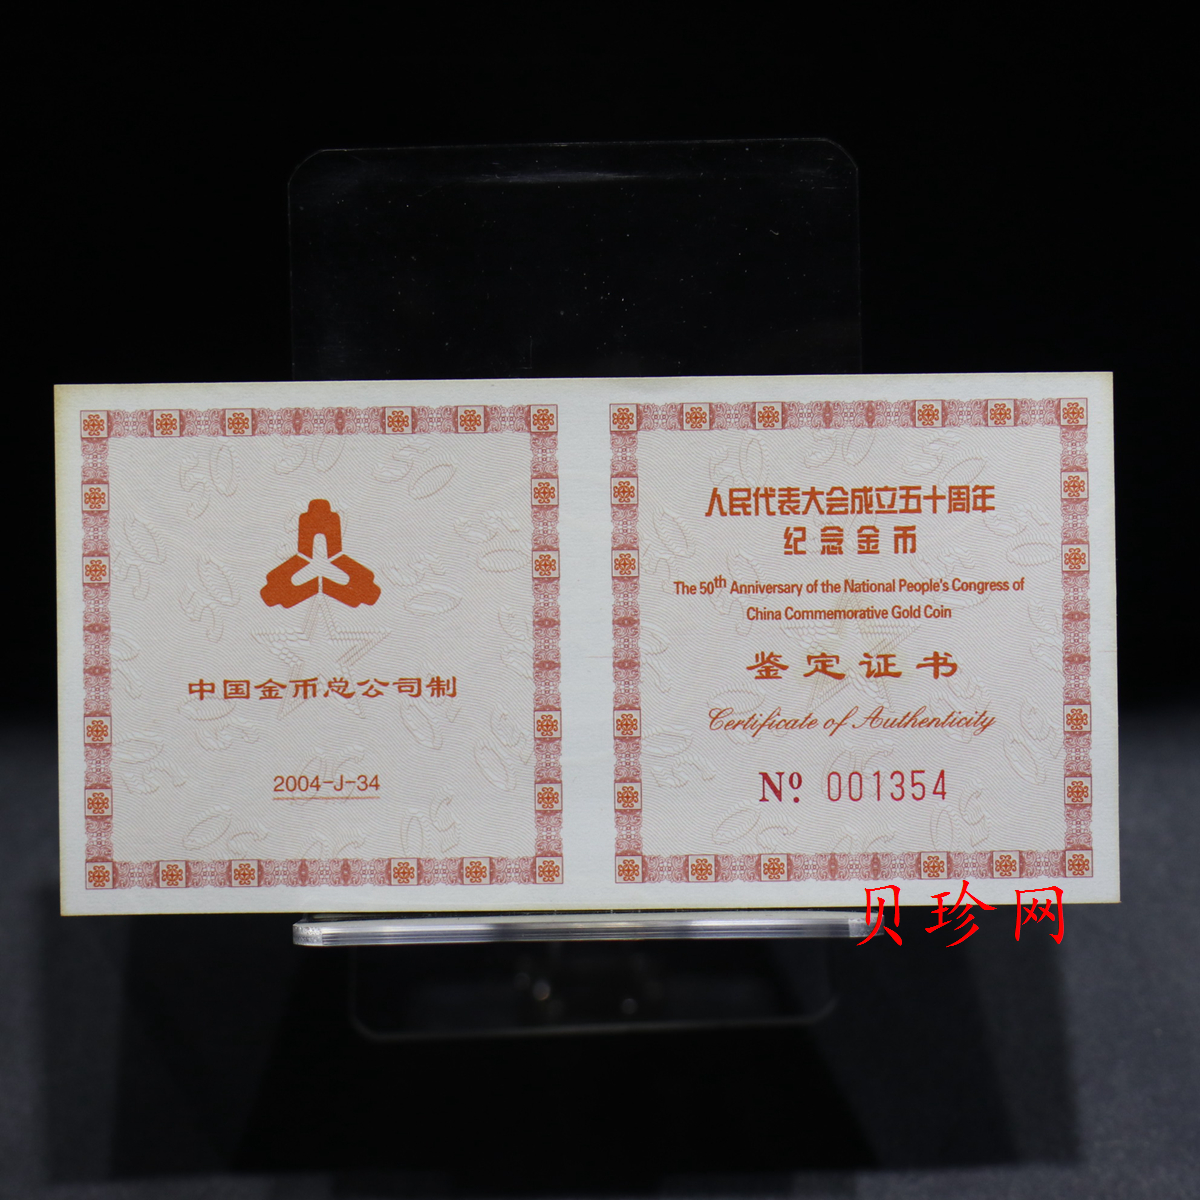 中国金币总公司制
2004-J-34
人民代表大会成立五十周年
纪念金币
The 50th Anniversary of the National People's Congress of
China Commemorative Gold Coin
鉴定证书
Certificate of Authenticity
Nº 001354
贝珍网